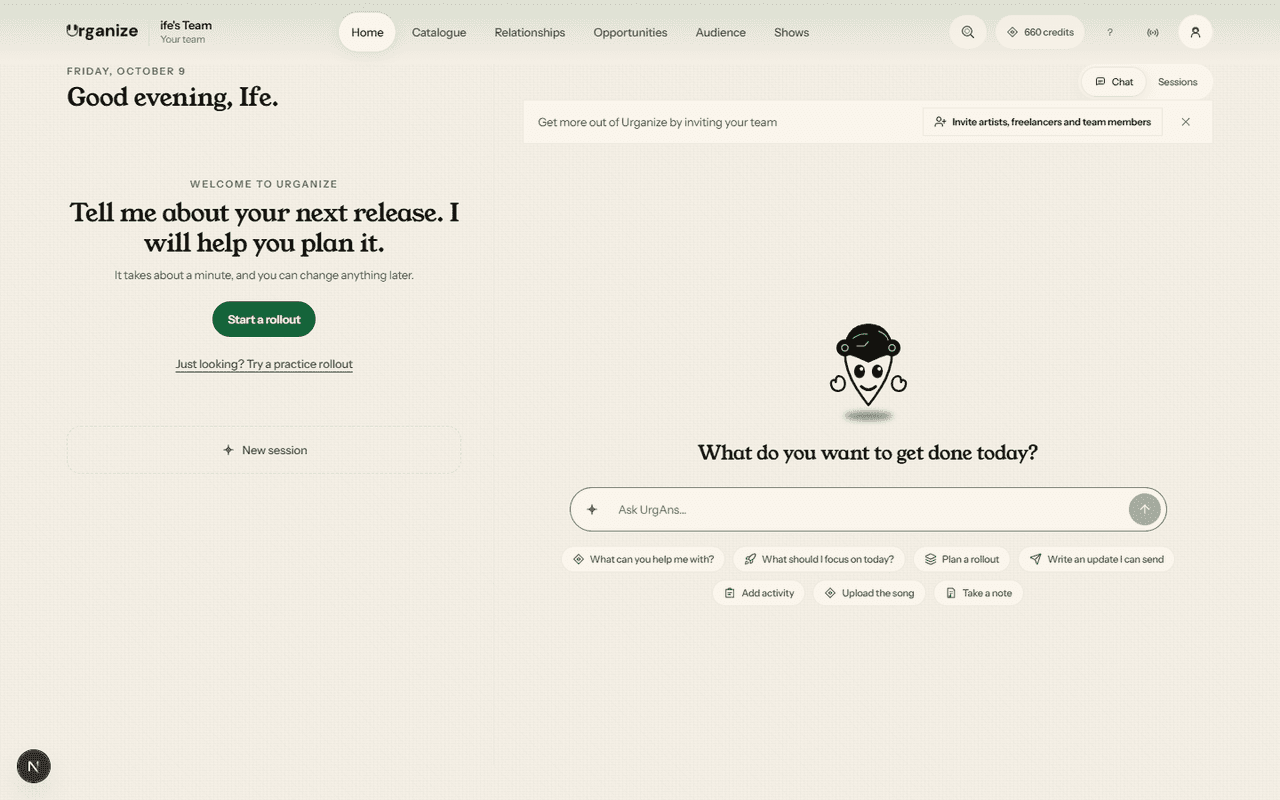 Urganize
ife's Team
Your team
Home
Catalogue
Relationships
Opportunities
Audience
Shows
660 credits
?
FRIDAY, OCTOBER 9
Good evening, Ife.
Chat
Sessions
Get more out of Urganize by inviting your team
Invite artists, freelancers and team members
WELCOME TO URGANIZE
Tell me about your next release. I
will help you plan it.
It takes about a minute, and you can change anything later.
Start a rollout
Just looking? Try a practice rollout
New session
What do you want to get done today?
Ask UrgAns...
What can you help me with?
What should I focus on today?
Plan a rollout
Write an update I can send
Add activity
Upload the song
Take a note
N